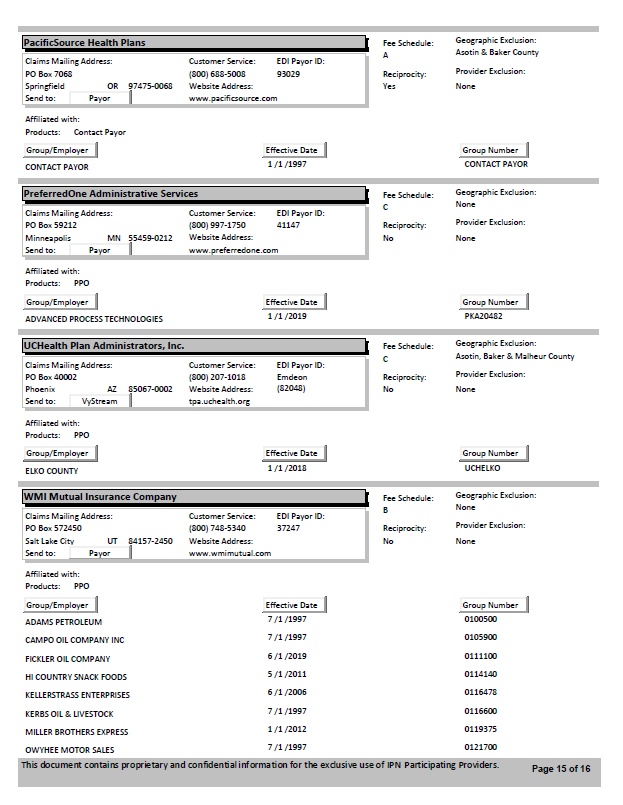 PacificSource Health Plans
Fee Schedule: Geographic Exclusion:
A Asotin & Baker County
Claims Mailing Address: Customer Service: EDI Payor ID:
PO Box 7068 (800) 688-5008 93029 Reciprocity: Provider Exclusion:
Springfield OR 97475-0068 Website Address: Yes None
Send to: Payor www.pacificsource.com
Affiliated with:
Products: Contact Payor
Group/Employer Effective Date Group Number
CONTACT PAYOR 1 /1 /1997 CONTACT PAYOR
PreferredOne Administrative Services
Fee Schedule: Geographic Exclusion:
C None
Claims Mailing Address: Customer Service: EDI Payor ID:
PO Box 59212 (800) 997-1750 41147 Reciprocity: Provider Exclusion:
Minneapolis MN 55459-0212 Website Address: No None
Send to: Payor www.preferredone.com
Affiliated with:
Products: PPO
Group/Employer Effective Date Group Number
ADVANCED PROCESS TECHNOLOGIES 1 /1 /2019 PKA20482
UCHealth Plan Administrators, Inc.
Fee Schedule: Geographic Exclusion:
C Asotin, Baker & Malheur County
Claims Mailing Address: Customer Service: EDI Payor ID:
PO Box 40002 (800) 207-1018 Emdeon Reciprocity: Provider Exclusion:
Phoenix AZ 85067-0002 Website Address: (82048) No None
Send to: VyStream tpa.uchealth.org
Affiliated with:
Products: PPO
Group/Employer Effective Date Group Number
ELKO COUNTY 1 /1 /2018 UCHELKO
WMI Mutual Insurance Company
Fee Schedule: Geographic Exclusion:
B None
Claims Mailing Address: Customer Service: EDI Payor ID:
PO Box 572450 (800) 748-5340 37247 Reciprocity: Provider Exclusion:
Salt Lake City UT 84157-2450 Website Address: No None
Send to: Payor www.wmimutual.com
Affiliated with:
Products: PPO
Group/Employer Effective Date Group Number
ADAMS PETROLEUM 7 /1 /1997 0100500
CAMPO OIL COMPANY INC 7 /1 /1997 0105900
FICKLER OIL COMPANY 6 /1 /2019 0111100
HI COUNTRY SNACK FOODS 5 /1 /2011 0114140
KELLERSTRASS ENTERPRISES 6 /1 /2006 0116478
KERBS OIL & LIVESTOCK 7 /1 /1997 0116600
MILLER BROTHERS EXPRESS 1 /1 /2012 0119375
OWYHEE MOTOR SALES 7 /1 /1997 0121700
This document contains proprietary and confidential information for the exclusive use of IPN Participating Providers. Page 15 of 16